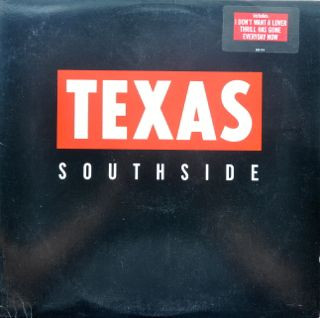 includes:
I DON'T WANT A LOVER
THRILL HAS GONE
EVERYDAY NOW
TEXAS
SOUTHSIDE